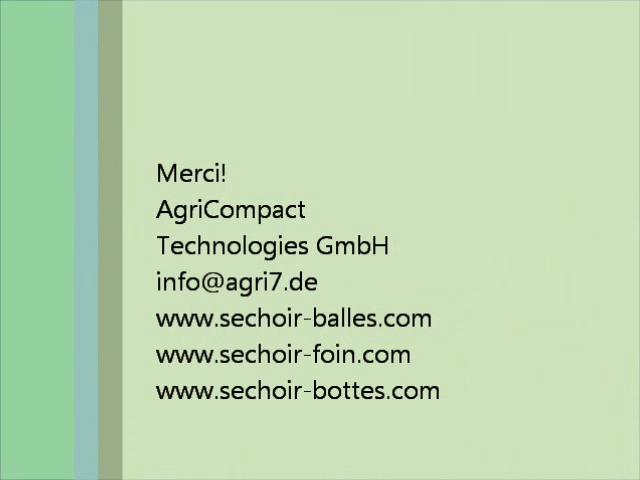 Merci!
AgriCompact
Technologies GmbH
info@agri7.de
www.sechoir-balles.com
www.sechoir-foin.com
www.sechoir-bottes.com